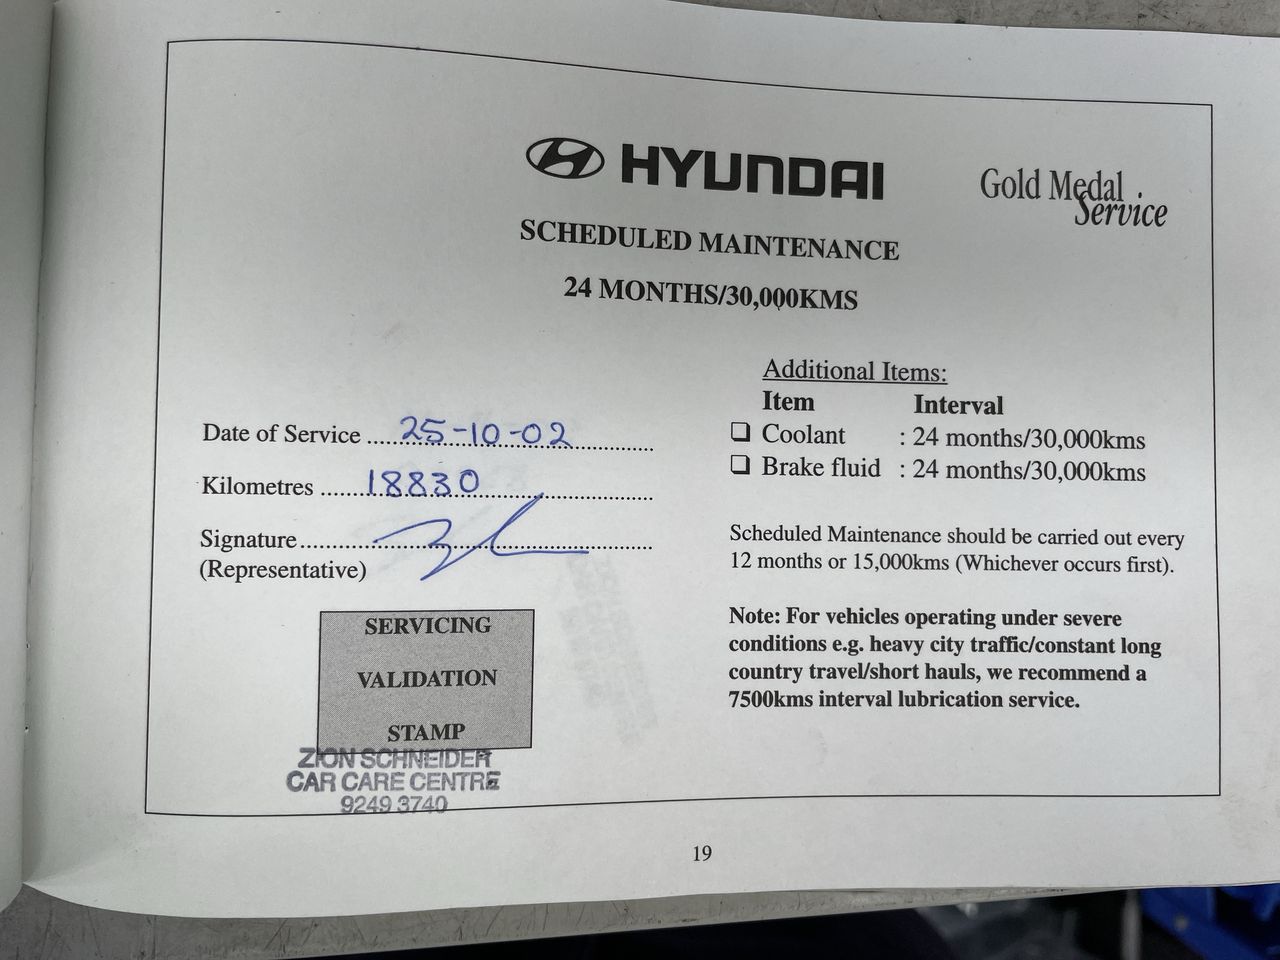 HYUNDAI
Gold Medal Service
SCHEDULED MAINTENANCE
24 MONTHS/30,000KMS
Date of Service 25-10-02
Kilometres 18830
Signature
(Representative)
SERVICING
VALIDATION
STAMP
ZION SCHNEIDER
CAR CARE CENTRE
9249 3740
Additional Items:
Item Interval
❑ Coolant : 24 months/30,000kms
❑ Brake fluid : 24 months/30,000kms
Scheduled Maintenance should be carried out every
12 months or 15,000kms (Whichever occurs first).
Note: For vehicles operating under severe
conditions e.g. heavy city traffic/constant long
country travel/short hauls, we recommend a
7500kms interval lubrication service.
19